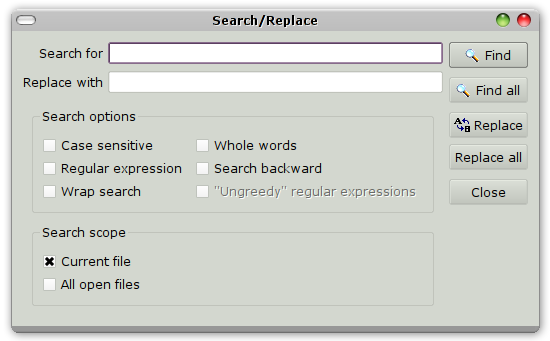 Search/Replace
Search for
Find
Replace with
Find all
Search options
Case sensitive
Whole words
Replace
Regular expression
Search backward
Replace all
Wrap search
"Ungreedy" regular expressions
Close
Search scope
Current file
All open files